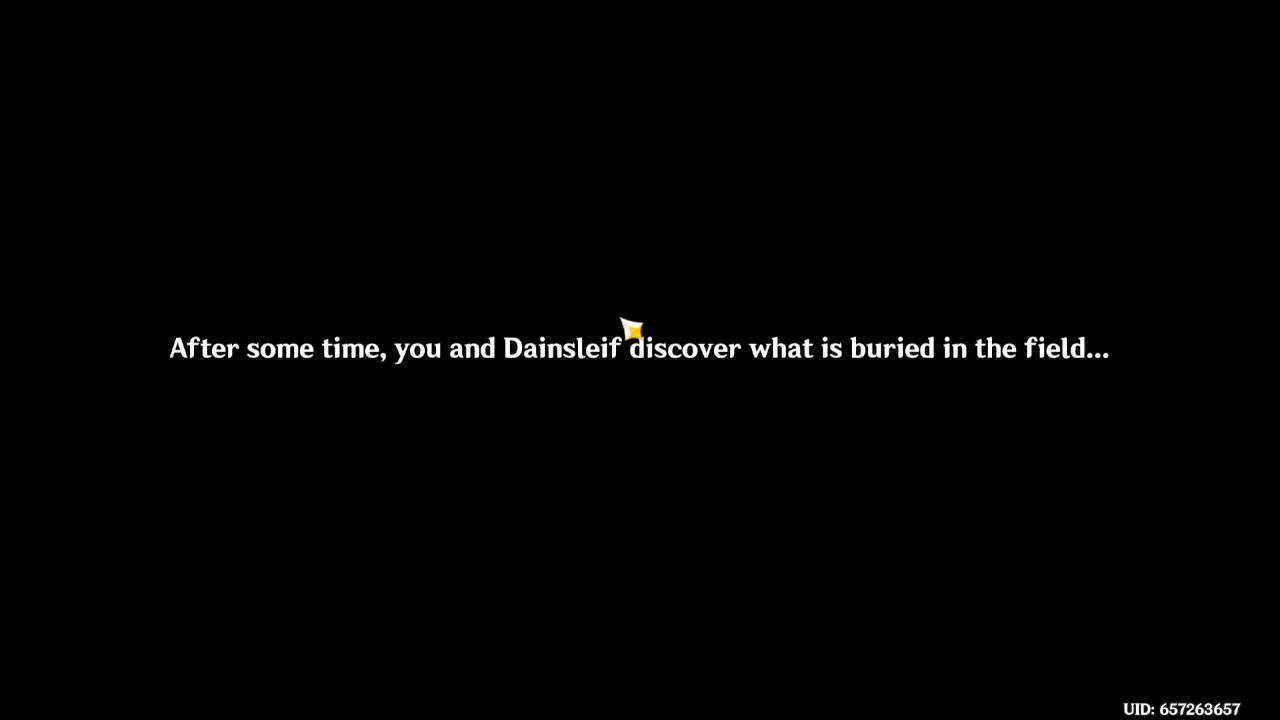 After some time, you and Dainsleif discover what is buried in the field...
UID: 657263657